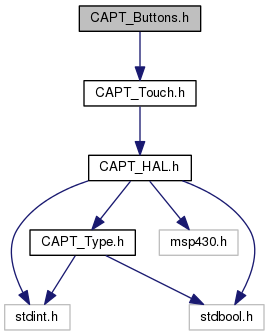 CAPT_Buttons.h
CAPT_Touch.h
CAPT_HAL.h
CAPT_Type.h
msp430.h
stdint.h
stdbool.h